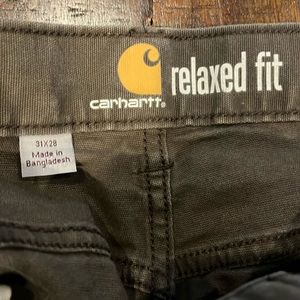 relaxed fit
carhartt®
31X28
Made in
Bangladesh